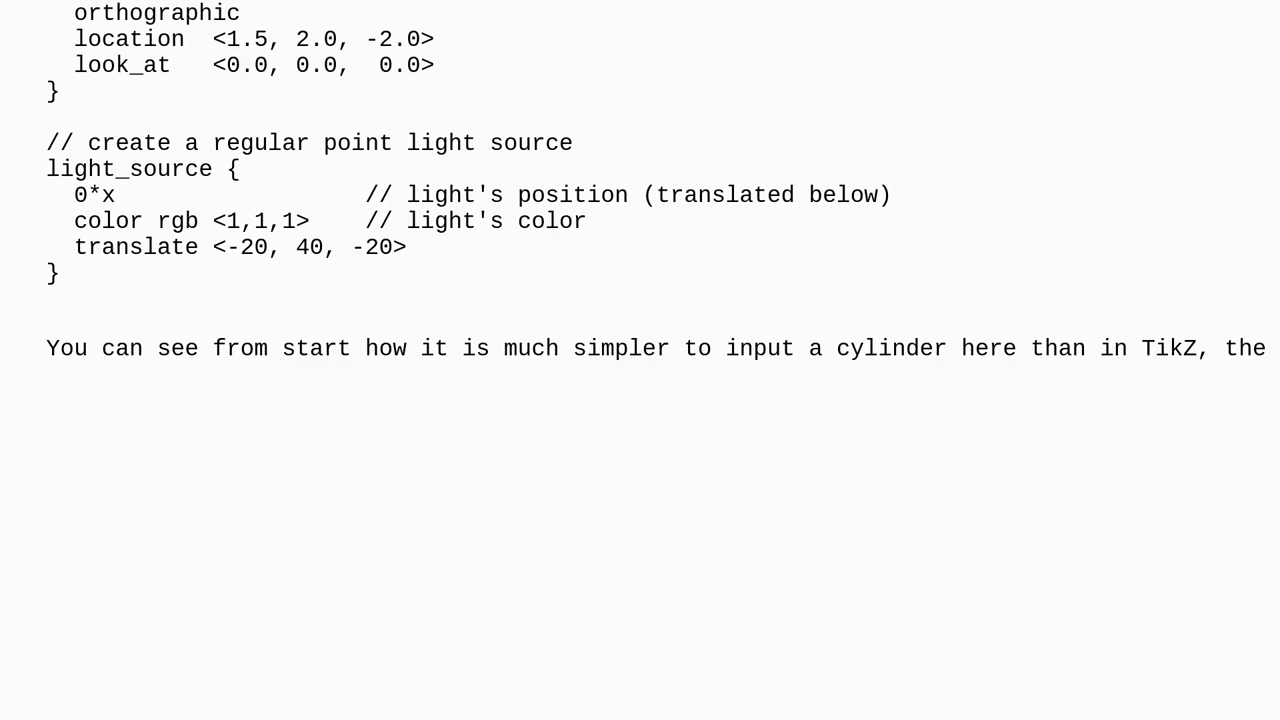 orthographic
location  <1.5, 2.0, -2.0>
look_at   <0.0, 0.0,  0.0>
}
// create a regular point light source
light_source {
0*x                  // light's position (translated below)
color rgb <1,1,1>    // light's color
translate <-20, 40, -20>
}
You can see from start how it is much simpler to input a cylinder here than in TikZ, the